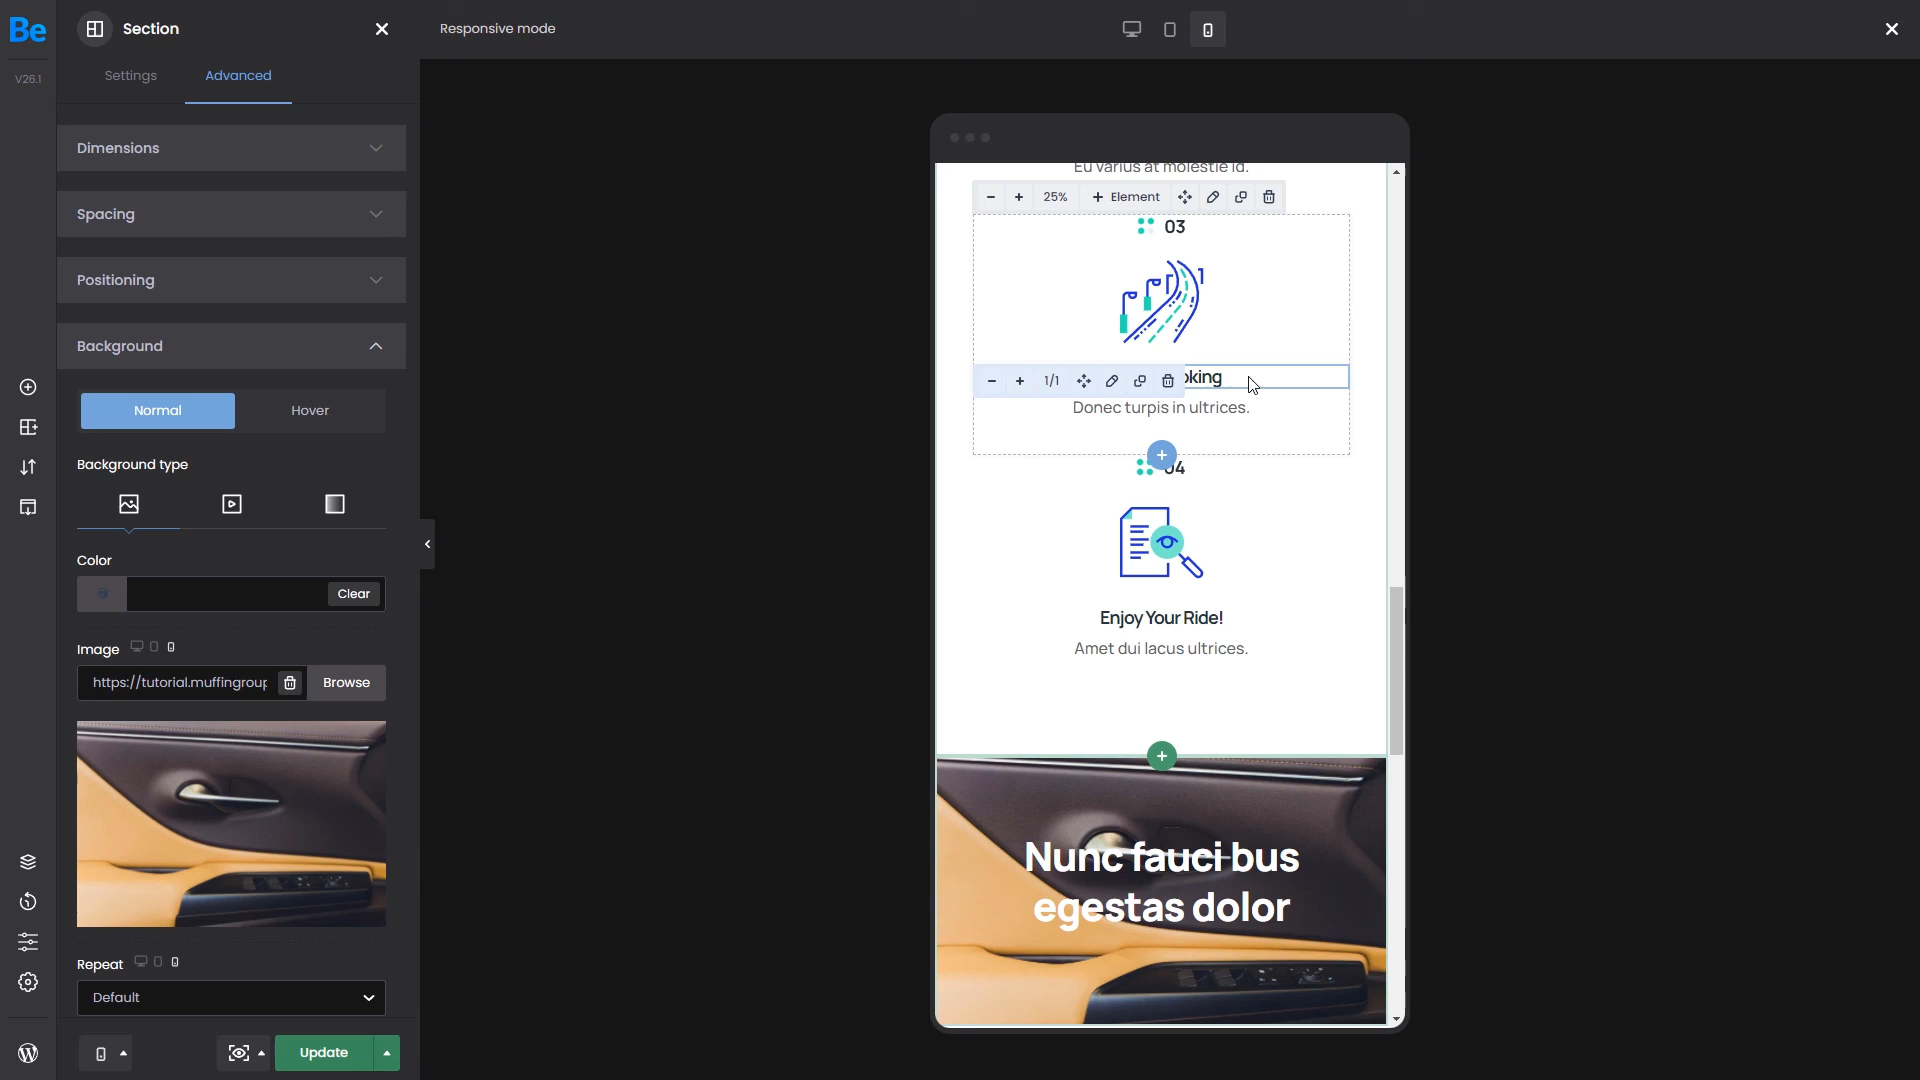 Be
Section
Responsive mode
V26.1
Settings
Advanced
Dimensions
Spacing
Positioning
Background
Normal
Hover
Background type
Color
Clear
Image
https://tutorial.muffingroup
Browse
Repeat
Default
Update
Eu varius at molestie id.
25%
Element
03
1/1
oking
Donec turpis in ultrices.
04
Enjoy Your Ride!
Amet dui lacus ultrices.
Nunc fauci bus
egestas dolor